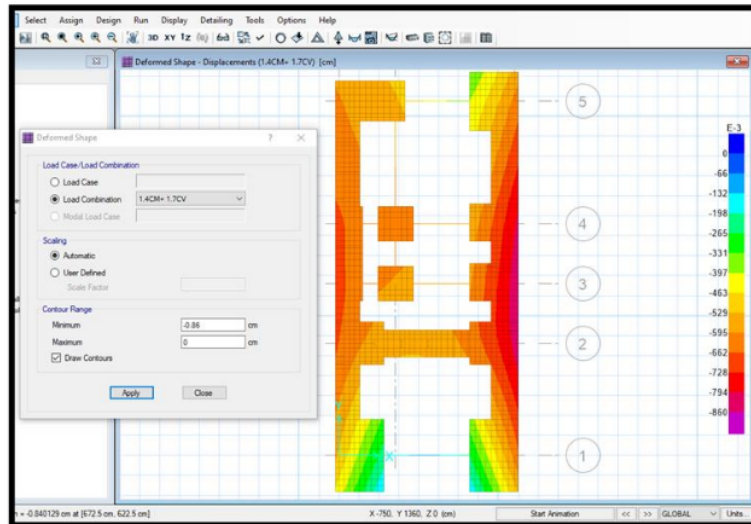 Select Assign Design Run Display Detailing Tools Options Help
3D XY
Deformed Shape - Displacements (1.4CM+ 1.7CV) [cm]
Deformed Shape
Load Case/Load Combination
Load Case
Load Combination
1.4CM+ 1.7CV
Modal Load Case
Scaling
Automatic
User Defined
Scale Factor
Contour Range
Minimum
-0.86
cm
Maximum
0
cm
Draw Contours
Apply
Close
5
4
3
2
1
X
E-3
0
-66
-132
-198
-265
-331
-397
-463
-529
-595
-662
-728
-794
-860
= -0.840129 cm at [672.5 cm, 622.5 cm]
X -750, Y 1360, Z 0 (cm)
Start Animation
<<
>>
GLOBAL
Units...